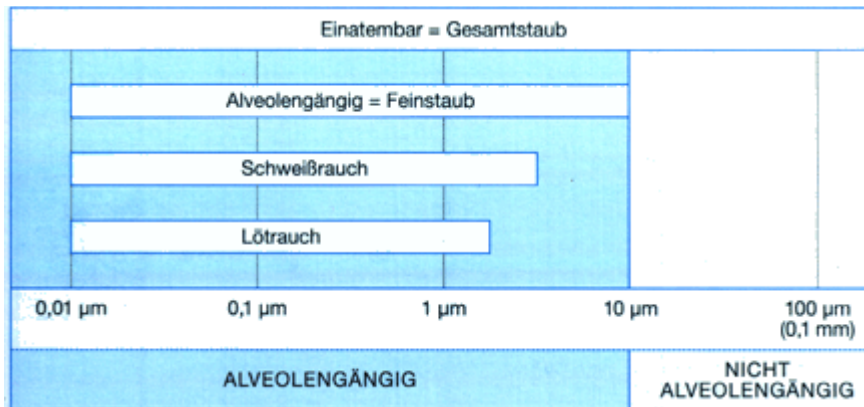 Einatembar = Gesamtstaub
Alveolengängig = Feinstaub
Schweißrauch
Lötrauch
0,01 µm 0,1 µm 1 µm 10 µm 100 µm
(0,1 mm)
ALVEOLENGÄNGIG
NICHT
ALVEOLENGÄNGIG